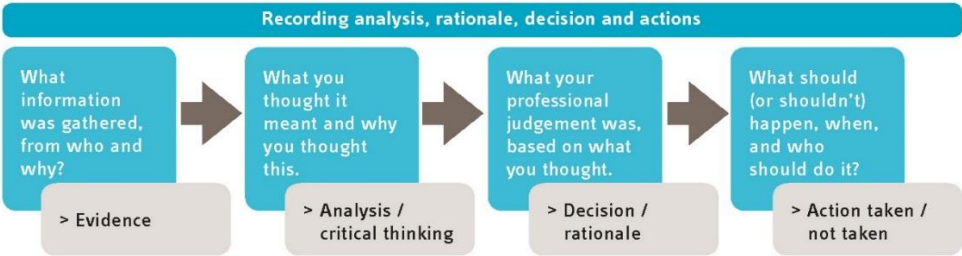 Recording analysis, rationale, decision and actions
What
information
was gathered,
from who and
why?
> Evidence
What you
thought it
meant and why
you thought
this.
> Analysis /
critical thinking
What your
professional
judgement was,
based on what
you thought.
> Decision /
rationale
What should
(or shouldn't)
happen, when,
and who
should do it?
> Action taken /
not taken